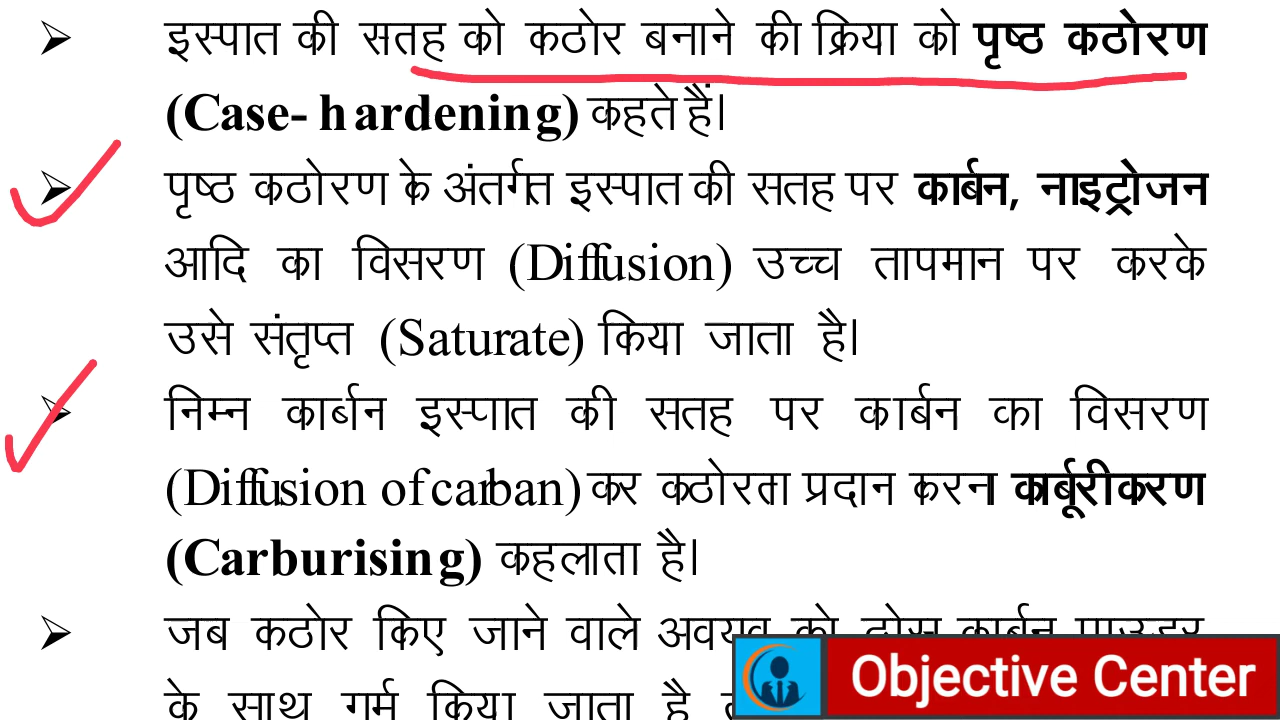 ➢ इस्पात की सतह को कठोर बनाने की क्रिया को पृष्ठ कठोरण
(Case- hardening) कहते हैं।
➢ पृष्ठ कठोरण के अंतर्गत इस्पात की सतह पर कार्बन, नाइट्रोजन
आदि का विसरण (Diffusion) उच्च तापमान पर करके
उसे संतृप्त (Saturate) किया जाता है।
➢ निम्न कार्बान इस्पात की सतह पर कार्बन का विसरण
(Diffusion of carban) कर कठोरता प्रदान करना कार्बूरीकरण
(Carburising) कहलाता है।
➢ जब कठोर किए जाने वाले अवयव को ठोस कार्बन पाउडर
के साथ गर्म किया जाता है
Objective Center